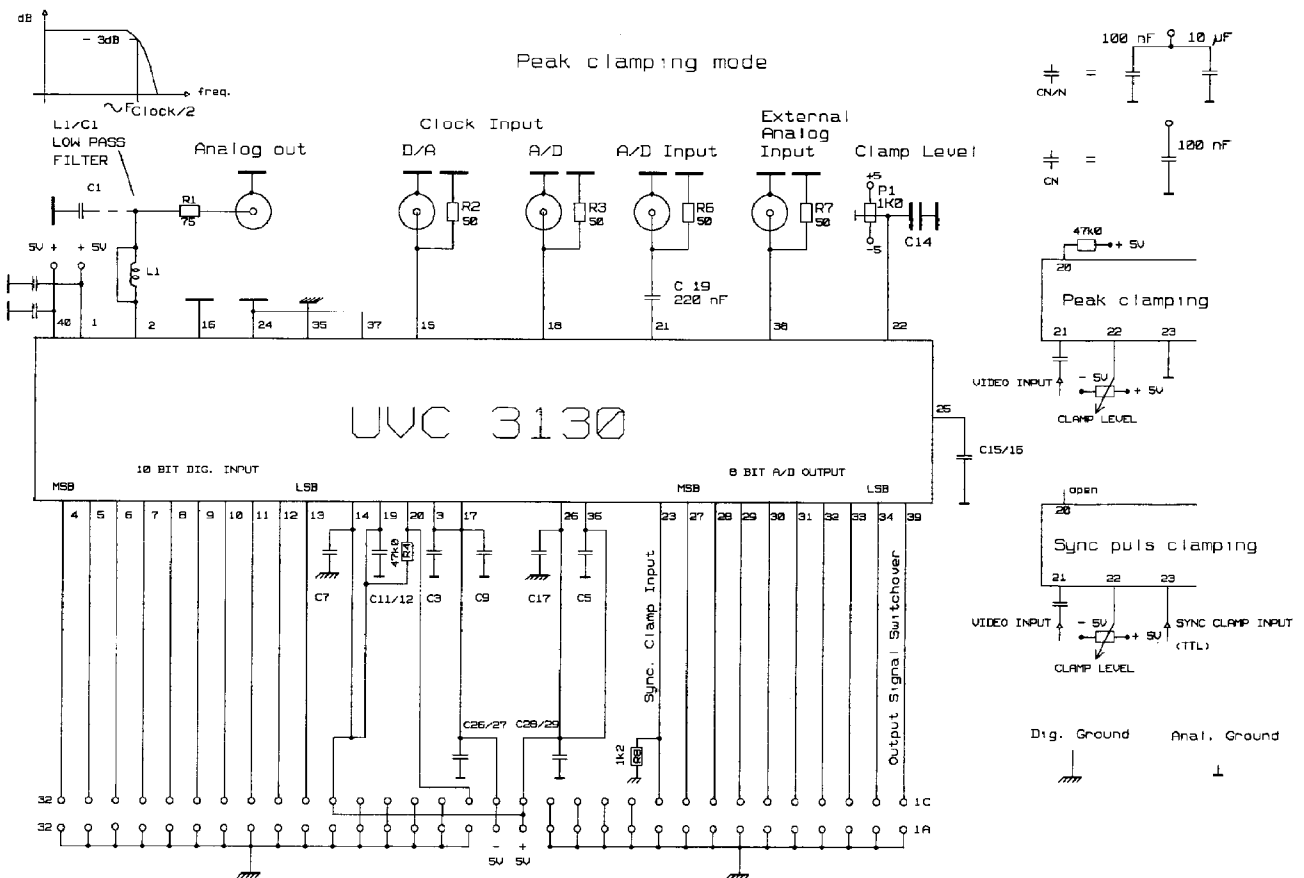 dB
- 3dB
freq.
~FClock/2
Peak clamping mode
100 nF
10 µF
CN/N
=
100 nF
CN
=
L1/C1
LOW PASS
FILTER
Analog out
Clock Input
D/A
A/D
A/D Input
External
Analog
Input
Clamp Level
C1
R1
75
R2
50
R3
50
R6
50
R7
50
+5
P1
1K0
-5
C14
5V +
+ 5V
L1
C 19
220 nF
40
1
2
16
24
35
37
15
18
21
38
22
UVC 3130
25
C15/16
10 BIT DIG. INPUT
8 BIT A/D OUTPUT
MSB
LSB
MSB
LSB
4
5
6
7
8
9
10
11
12
13
14
19
20
3
17
26
36
23
27
28
29
30
31
32
33
34
39
47k0
R4
C7
C11/12
C3
C9
C17
C5
Sync. Clamp Input
Output Signal Switchover
C26/27
C28/29
1k2
R8
32
1C
32
1A
- +
5V 5V
47k0
+ 5V
20
Peak clamping
21
22
23
VIDEO INPUT
- 5V
+ 5V
CLAMP LEVEL
open
20
Sync puls clamping
21
22
23
VIDEO INPUT
- 5V
+ 5V
SYNC CLAMP INPUT
(TTL)
CLAMP LEVEL
Dig. Ground
Anal. Ground